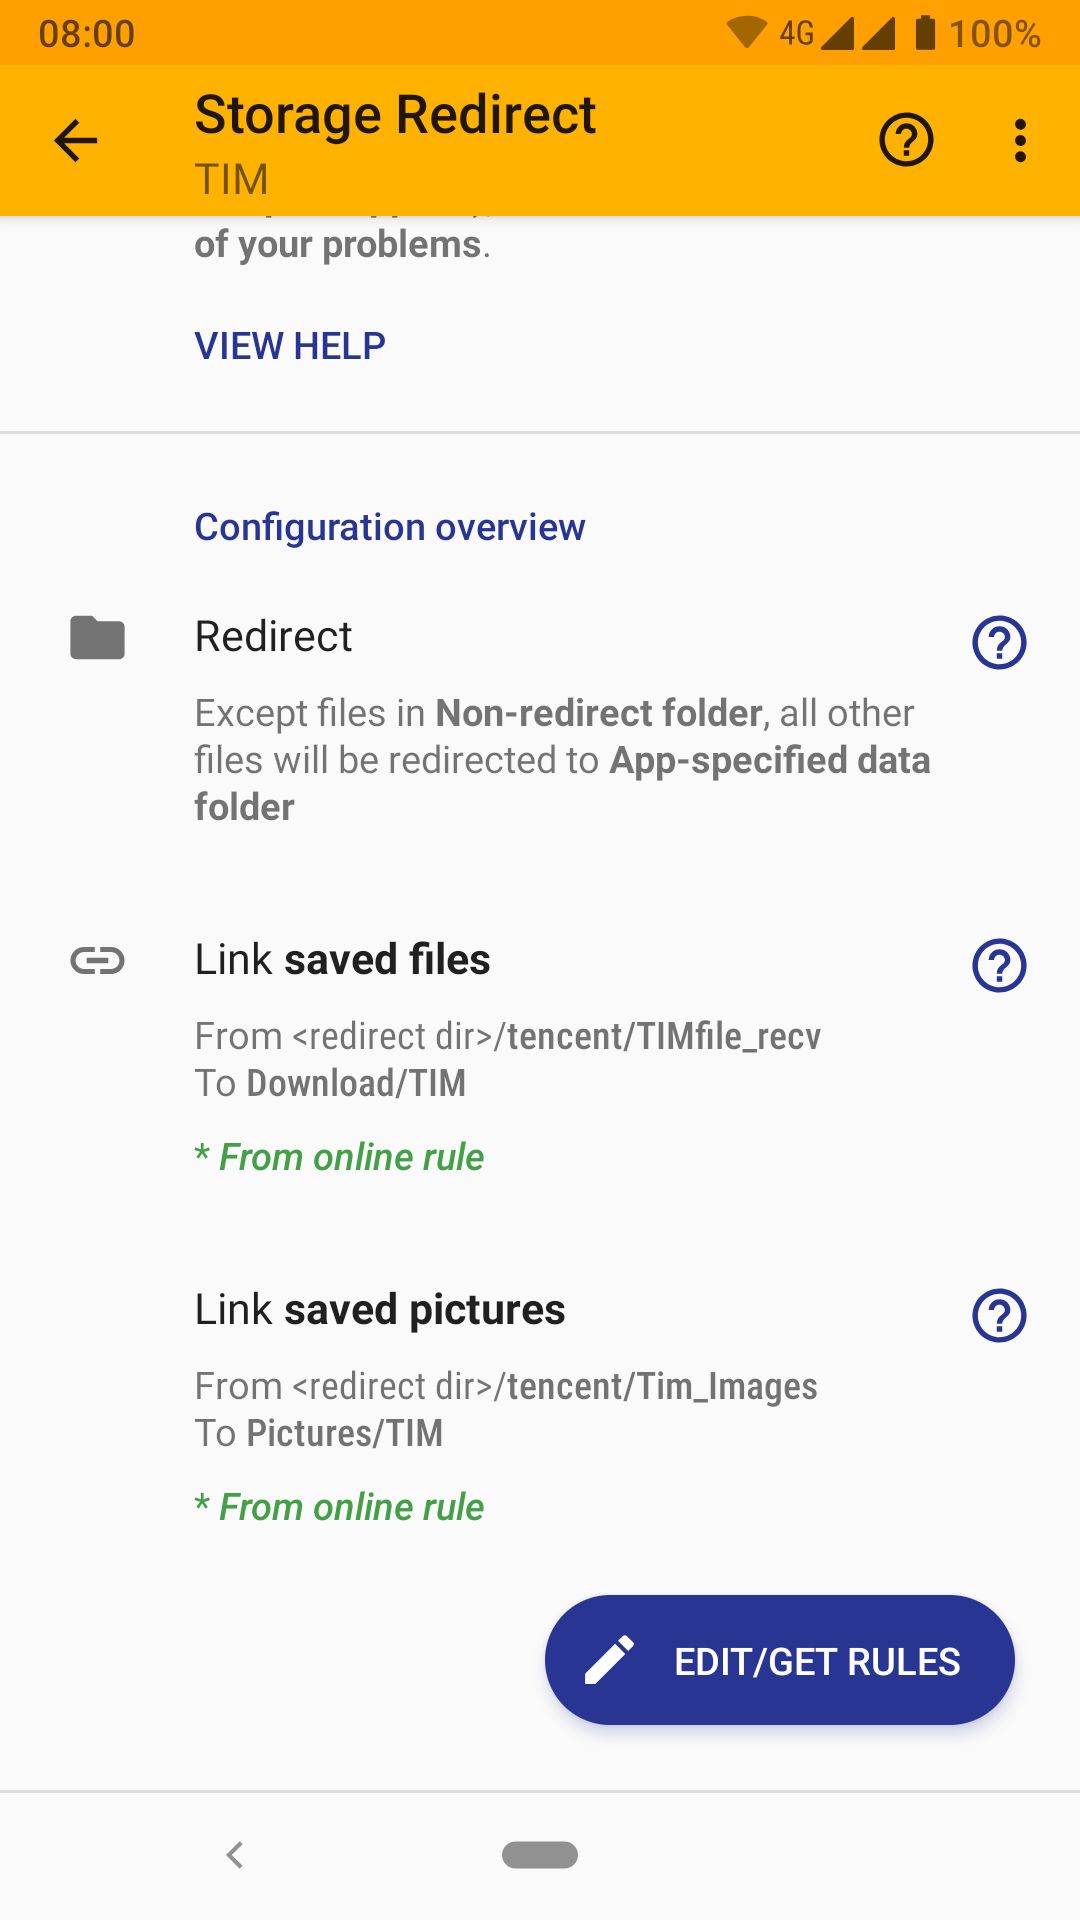 08:00
4G 100%
Storage Redirect
TIM
of your problems.
VIEW HELP
Configuration overview
Redirect
Except files in Non-redirect folder, all other
files will be redirected to App-specified data
folder
Link saved files
From <redirect dir>/tencent/TIMfile_recv
To Download/TIM
* From online rule
Link saved pictures
From <redirect dir>/tencent/Tim_Images
To Pictures/TIM
* From online rule
EDIT/GET RULES